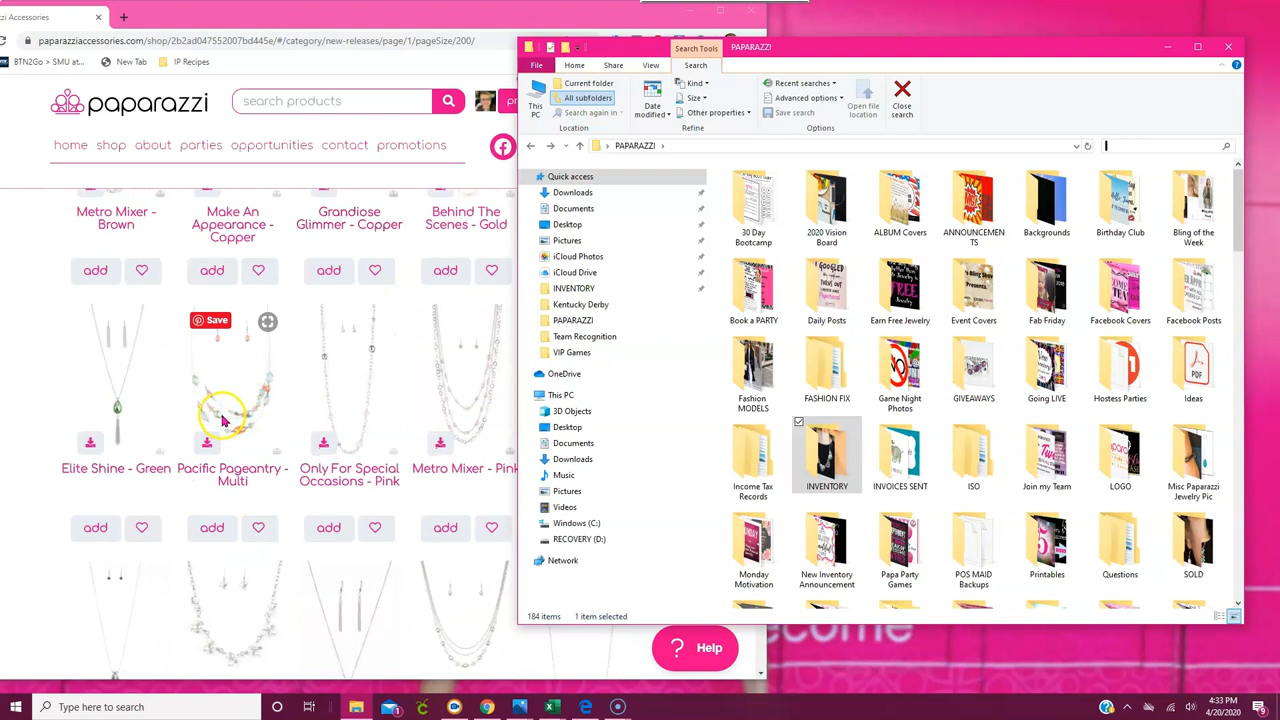 zi Accessories
paparazziaccessories.com/shop/2b2ad047552007bd445e/#/category/new-releases/page/1/pageSize/200/
BTN2Go > SMU at...
New Tab
IP Recipes
paparazzi
search products
home
shop
about
parties
opportunities
contact
promotions
Metro Mixer - Brown
Make An Appearance - Copper
Grandiose Glimmer - Copper
Behind The Scenes - Gold
add
add
add
add
Save
Elite Shine - Green
Pacific Pageantry - Multi
Only For Special Occasions - Pink
Metro Mixer - Pink
add
add
add
add
? Help
Search Tools
PAPARAZZI
File
Home
Share
View
Search
This PC
Current folder
All subfolders
Search again in
Location
Date modified
Kind
Size
Other properties
Refine
Recent searches
Advanced options
Save search
Options
Open file location
Close search
PAPARAZZI
Quick access
Downloads
Documents
Desktop
Pictures
iCloud Photos
iCloud Drive
INVENTORY
Kentucky Derby
PAPARAZZI
Team Recognition
VIP Games
OneDrive
This PC
3D Objects
Desktop
Documents
Downloads
Music
Pictures
Videos
Windows (C:)
RECOVERY (D:)
Network
30 Day Bootcamp
2020 Vision Board
ALBUM Covers
ANNOUNCEMENTS
Backgrounds
Birthday Club
Bling of the Week
Book a PARTY
Daily Posts
Earn Free Jewelry
Event Covers
Fab Friday
Facebook Covers
Facebook Posts
Fashion MODELS
FASHION FIX
Game Night Photos
GIVEAWAYS
Going LIVE
Hostess Parties
Ideas
PDF
Income Tax Records
INVENTORY
INVOICES SENT
ISO
Join my Team
LOGO
Misc Paparazzi Jewelry Pic
Monday Motivation
New Inventory Announcement
Papa Party Games
POS MAID Backups
Printables
Questions
SOLD
184 items
1 item selected
Type here to search
4:33 PM
4/20/2020